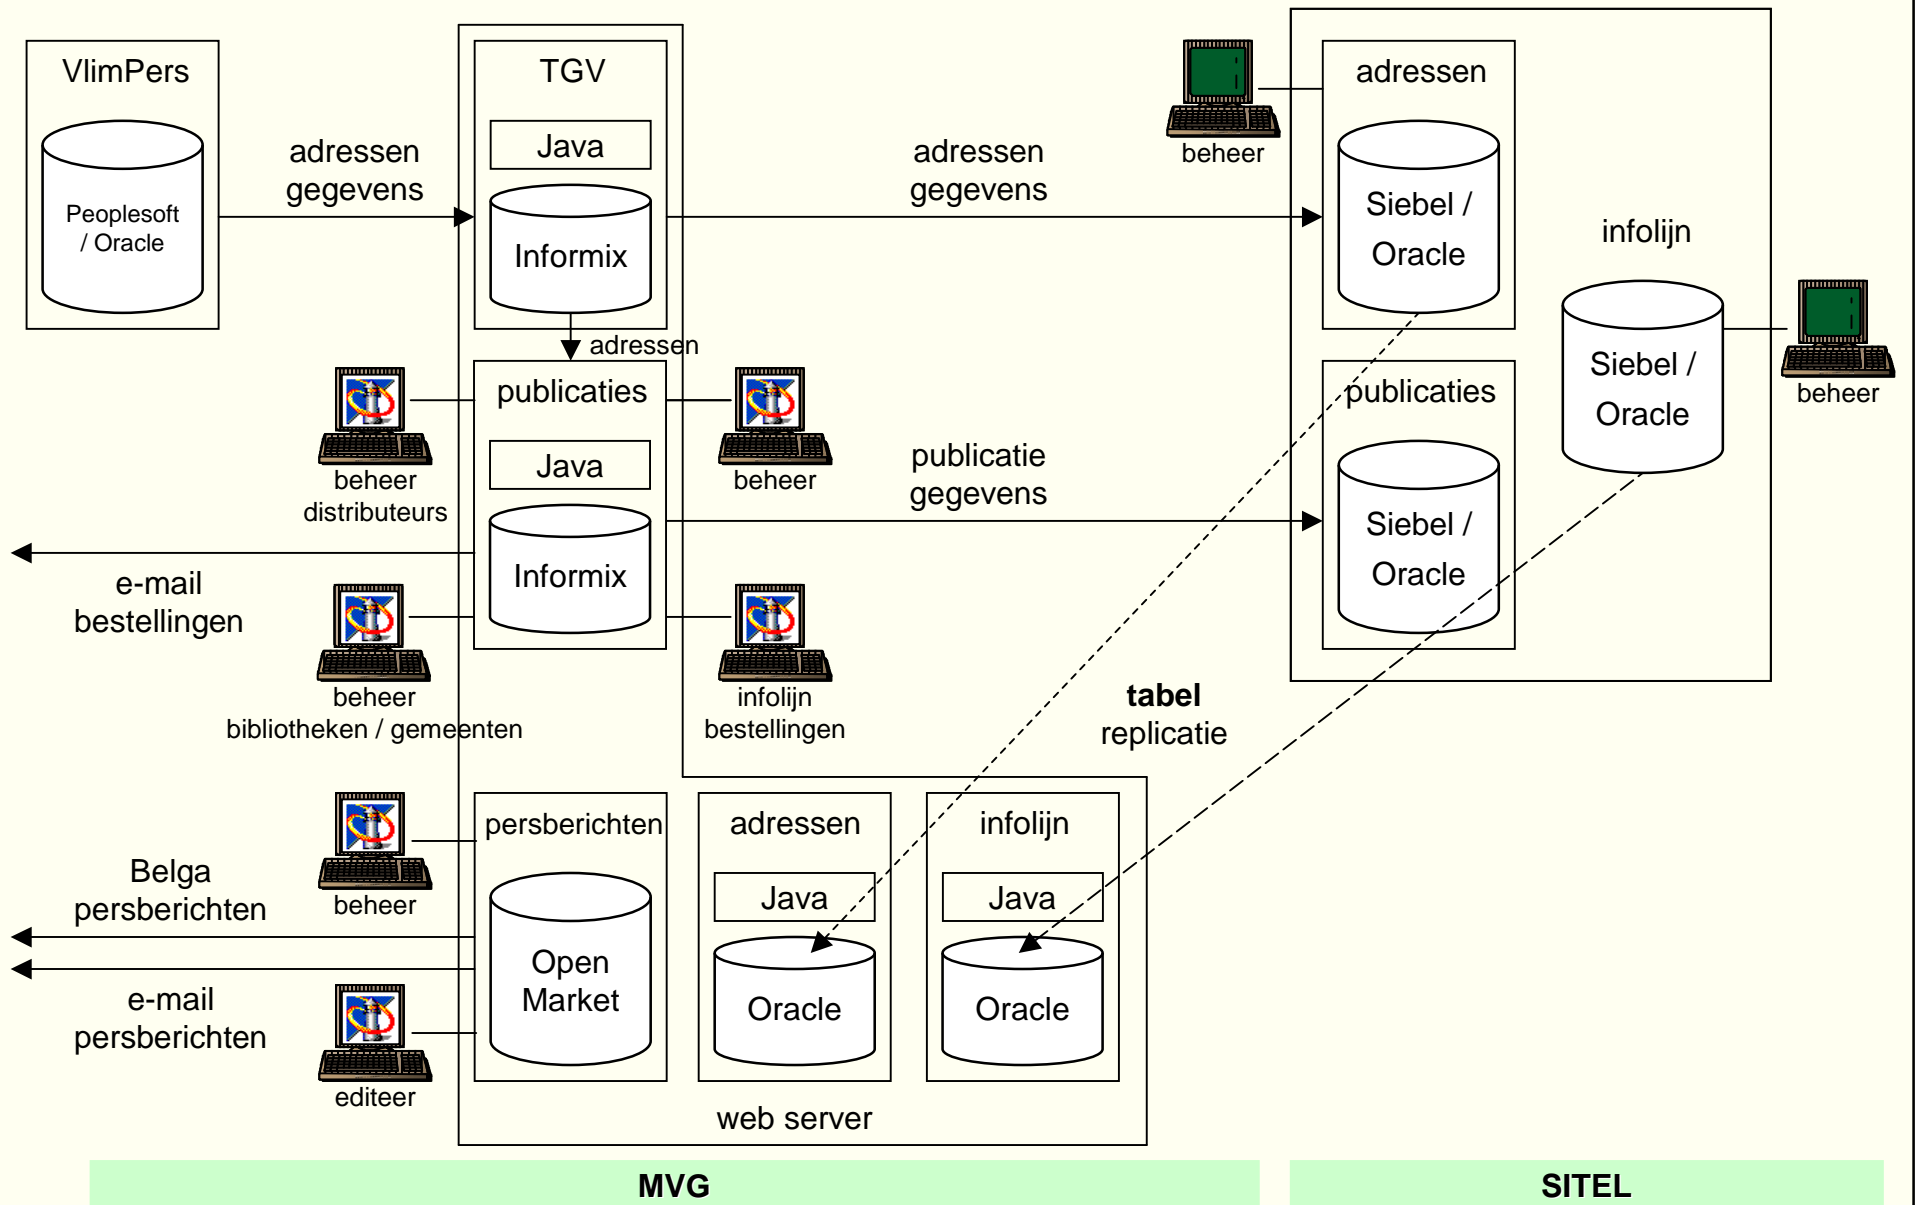 VlimPers
Peoplesoft
/ Oracle
adressen
gegevens
TGV
Java
Informix
adressen
gegevens
beheer
adressen
Siebel /
Oracle
infolijn
Siebel /
Oracle
beheer
adressen
publicaties
Java
Informix
beheer
distributeurs
beheer
publicatie
gegevens
publicaties
Siebel /
Oracle
e-mail
bestellingen
beheer
bibliotheken / gemeenten
infolijn
bestellingen
tabel
replicatie
persberichten
Open
Market
adressen
Java
Oracle
infolijn
Java
Oracle
beheer
Belga
persberichten
e-mail
persberichten
editeer
web server
MVG
SITEL